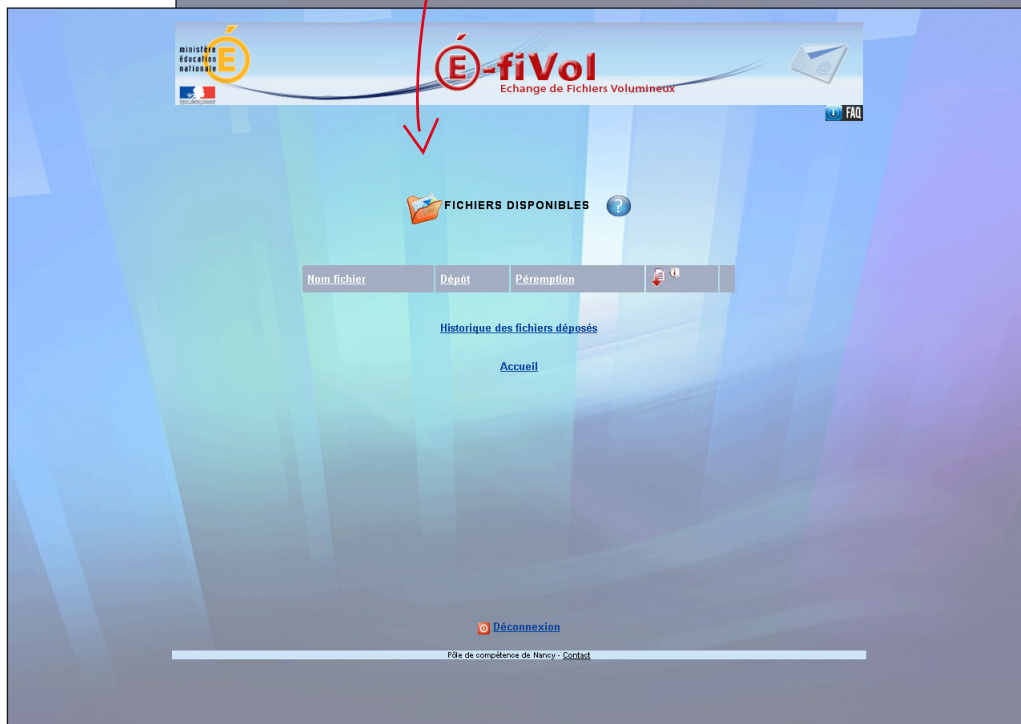 ministère
éducation
nationale
É-fiVol
Echange de Fichiers Volumineux
FAQ
FICHIERS DISPONIBLES ?
Nom fichier Dépôt Péremption
Historique des fichiers déposés
Accueil
Déconnexion
Pôle de compétence de Nancy - Contact